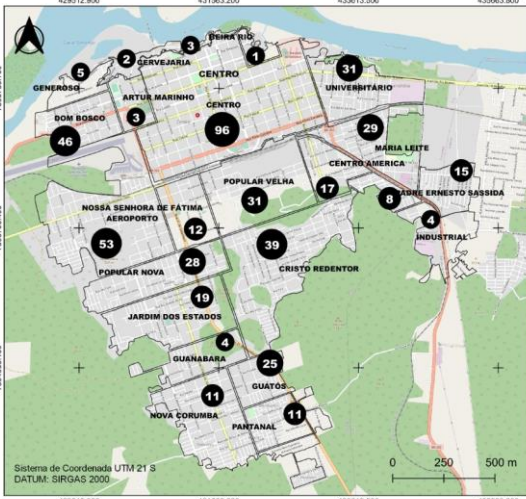 BEIRA RIO
3
1
2
CERVEJARIA
5
CENTRO
31
GENEROSO
UNIVERSITÁRIO
ARTUR MARINHO
CENTRO
DOM BOSCO
3
96
29
46
MARIA LEITE
CENTRO AMERICA
15
POPULAR VELHA
17
8
PADRE ERNESTO SASSIDA
31
NOSSA SENHORA DE FÁTIMA
AEROPORTO
12
4
53
39
INDUSTRIAL
28
POPULAR NOVA
CRISTO REDENTOR
19
JARDIM DOS ESTADOS
4
GUANABARA
25
GUATÓS
11
11
NOVA CORUMBA
PANTANAL
Sistema de Coordenada UTM 21 S
DATUM: SIRGAS 2000
0 250 500 m